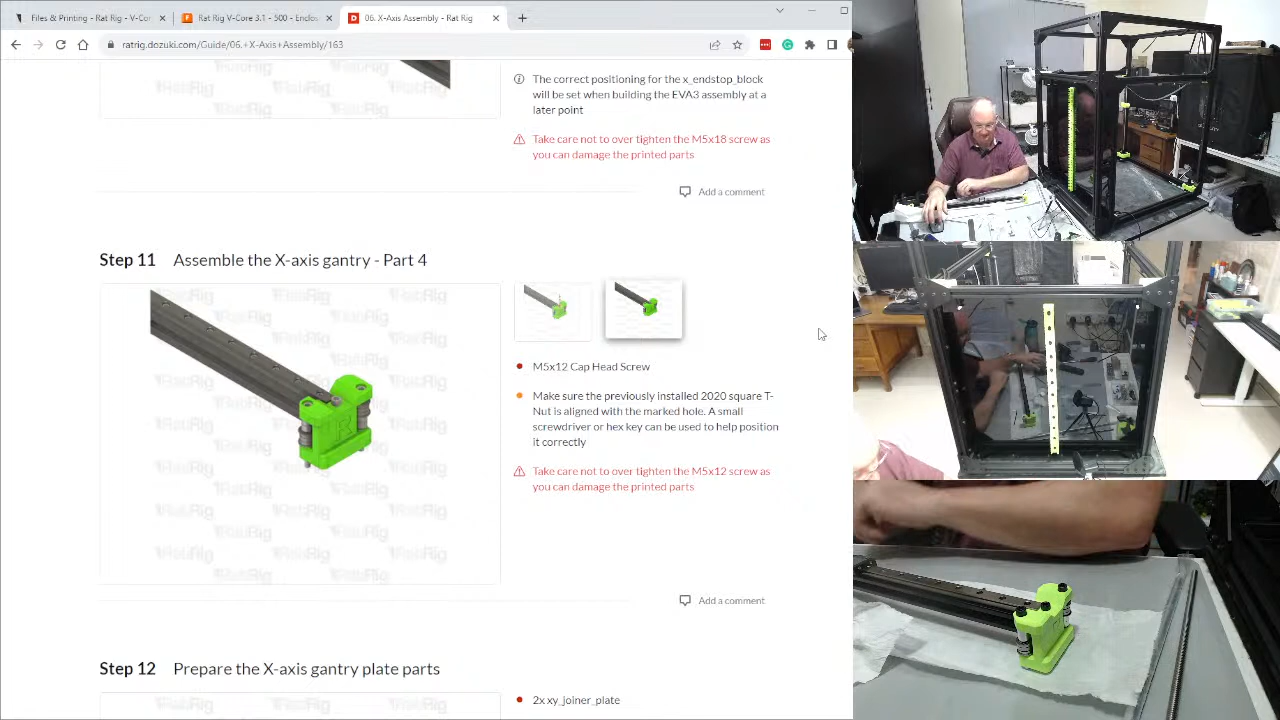 Files & Printing - Rat Rig - V-Co
Rat Rig V-Core 3.1 - 500 - Enclos
06. X-Axis Assembly - Rat Rig
ratrig.dozuki.com/Guide/06.+X-Axis+Assembly/163
The correct positioning for the x_endstop_block
will be set when building the EVA3 assembly at a
later point
Take care not to over tighten the M5x18 screw as
you can damage the printed parts
Add a comment
Step 11 Assemble the X-axis gantry - Part 4
M5x12 Cap Head Screw
Make sure the previously installed 2020 square T-
Nut is aligned with the marked hole. A small
screwdriver or hex key can be used to help position
it correctly
Take care not to over tighten the M5x12 screw as
you can damage the printed parts
Add a comment
Step 12 Prepare the X-axis gantry plate parts
2x xy_joiner_plate